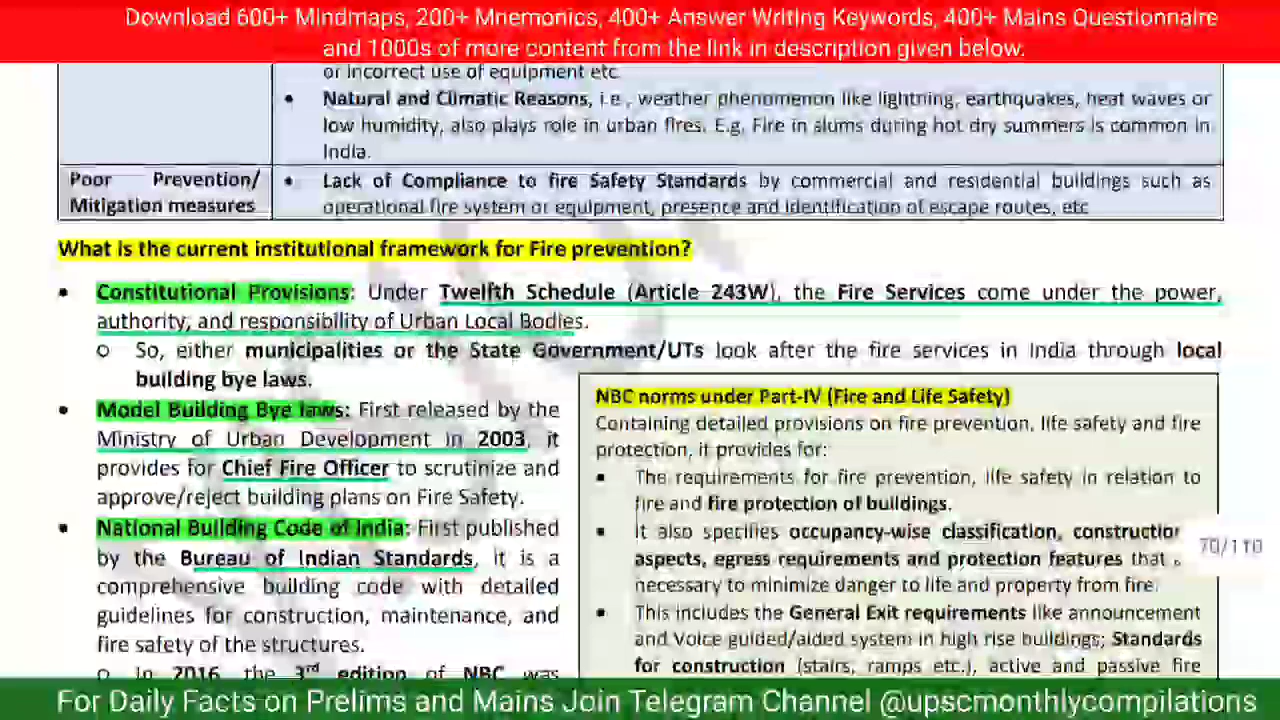 Download 600+ Mindmaps, 200+ Mnemonics, 400+ Answer Writing Keywords, 400+ Mains Questionnaire
and 1000s of more content from the link in description given below.
or incorrect use of equipment etc.
• Natural and Climatic Reasons, i.e., weather phenomenon like lightning, earthquakes, heat waves or
low humidity, also plays role in urban fires. E.g. Fire in slums during hot dry summers is common in
India.
Poor Prevention/
Mitigation measures
• Lack of Compliance to fire Safety Standards by commercial and residential buildings such as
operational fire system or equipment, presence and identification of escape routes, etc
What is the current institutional framework for Fire prevention?
• Constitutional Provisions: Under Twelfth Schedule (Article 243W), the Fire Services come under the power,
authority, and responsibility of Urban Local Bodies.
o So, either municipalities or the State Government/UTs look after the fire services in India through local
building bye laws.
• Model Building Bye laws: First released by the
Ministry of Urban Development in 2003, it
provides for Chief Fire Officer to scrutinize and
approve/reject building plans on Fire Safety.
• National Building Code of India: First published
by the Bureau of Indian Standards, it is a
comprehensive building code with detailed
guidelines for construction, maintenance, and
fire safety of the structures.
o In 2016, the 3rd edition of NBC was
NBC norms under Part-IV (Fire and Life Safety)
Containing detailed provisions on fire prevention, life safety and fire
protection, it provides for:
• The requirements for fire prevention, life safety in relation to
fire and fire protection of buildings.
• It also specifies occupancy-wise classification, construction
aspects, egress requirements and protection features that
necessary to minimize danger to life and property from fire.
• This includes the General Exit requirements like announcement
and Voice guided/aided system in high rise buildings; Standards
for construction (stairs, ramps etc.), active and passive fire
70/110
For Daily Facts on Prelims and Mains Join Telegram Channel @upscmonthlycompilations